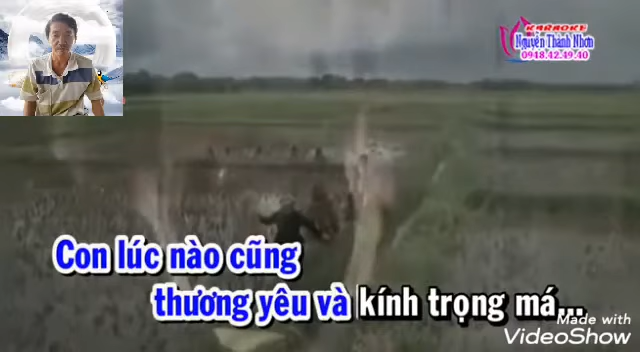 KARAOKE
Nguyễn Thành Nhơn
0948.42.49.40
Con lúc nào cũng
thương yêu và kính trọng má...
Made with
VideoShow